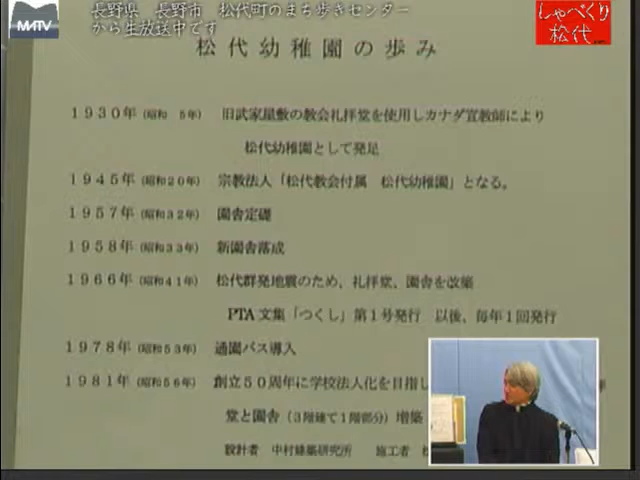 MATV
長野県　長野市　松代町のまち歩きセンター
から生放送中です
しゃべくり
松代
松代幼稚園の歩み
1930年（昭和　5年）　旧武家屋敷の教会礼拝堂を使用しカナダ宣教師により
松代幼稚園として発足
1945年（昭和20年）　宗教法人「松代教会付属　松代幼稚園」となる。
1957年（昭和32年）　園舎定礎
1958年（昭和33年）　新園舎落成
1966年（昭和41年）　松代群発地震のため、礼拝堂、園舎を改築
PTA文集「つくし」第1号発行　以後、毎年1回発行
1978年（昭和53年）　通園バス導入
1981年（昭和56年）　創立50周年に学校法人化を目指し
堂と園舎（3階建て1階部分）増築
設計者　中村建築研究所　施工者